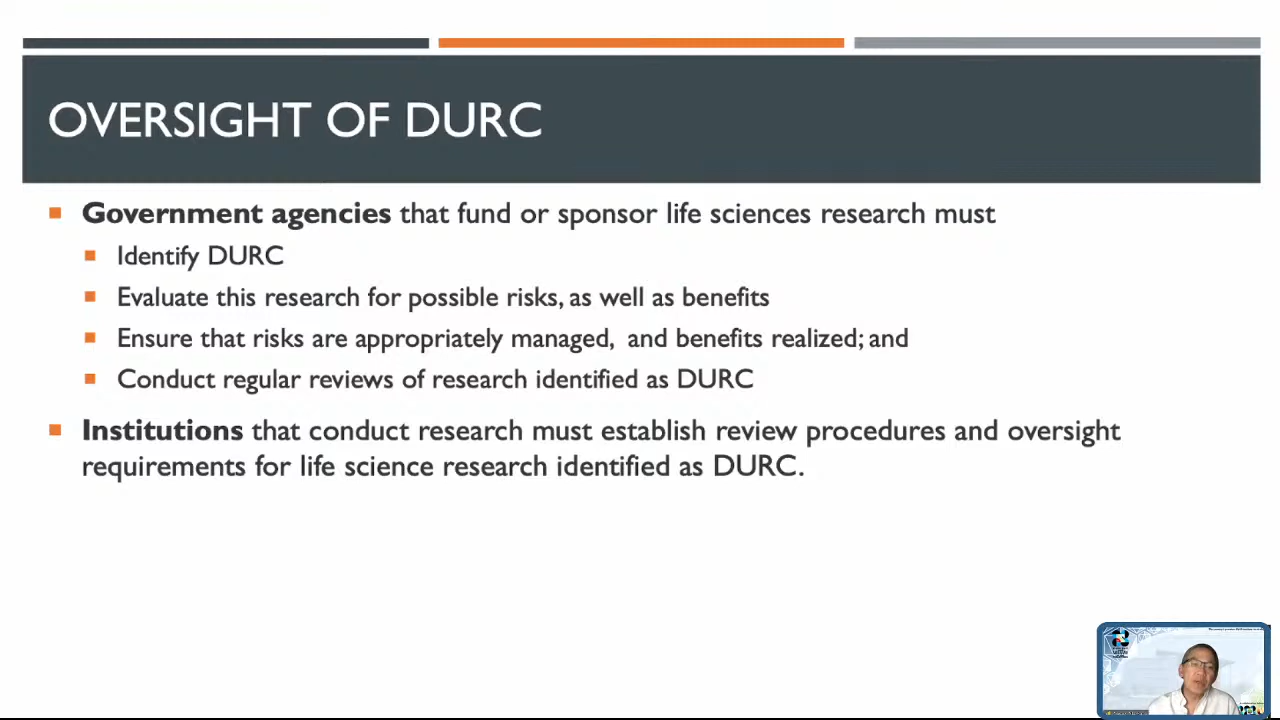 OVERSIGHT OF DURC
Government agencies that fund or sponsor life sciences research must
Identify DURC
Evaluate this research for possible risks, as well as benefits
Ensure that risks are appropriately managed, and benefits realized; and
Conduct regular reviews of research identified as DURC
Institutions that conduct research must establish review procedures and oversight
requirements for life science research identified as DURC.